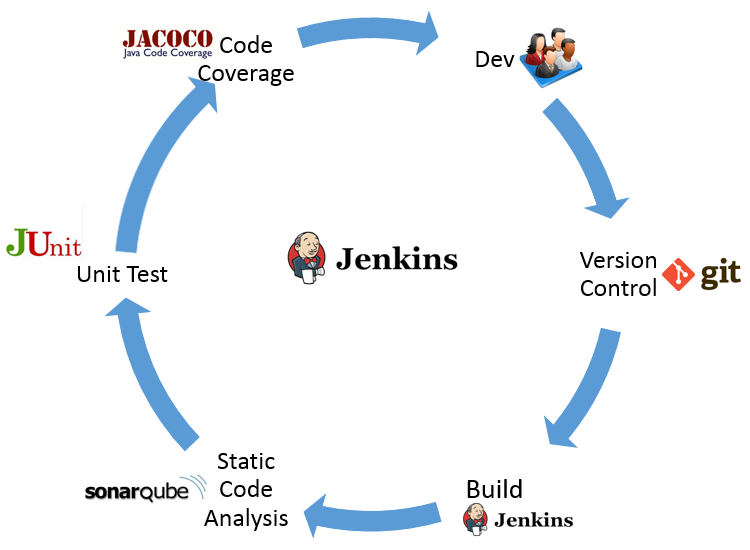 JACOCO
Java Code Coverage
Code
Coverage
Dev
Version
Control
git
Build
Jenkins
Static
Code
Analysis
sonarqube
JUnit
Unit Test
Jenkins